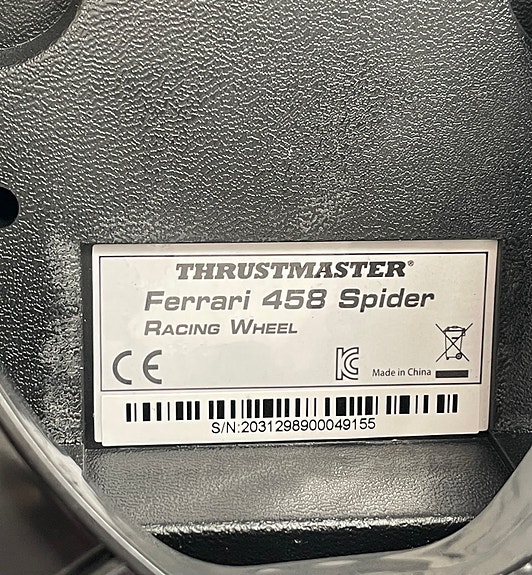 THRUSTMASTER®
Ferrari 458 Spider
RACING WHEEL
CE
Made in China
S/N:2031298900049155